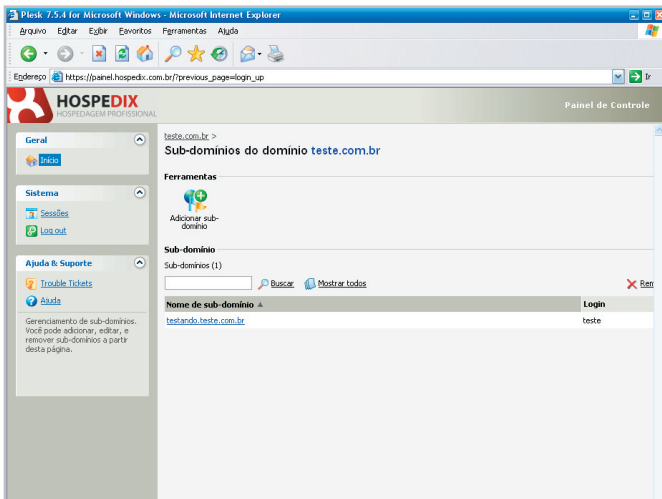 Plesk 7.5.4 for Microsoft Windows - Microsoft Internet Explorer
Arquivo Editar Exibir Favoritos Ferramentas Ajuda
Endereço https://painel.hospedix.com.br/?previous_page=login_up Ir
HOSPEDIX
HOSPEDAGEM PROFISSIONAL
Painel de Controle
Geral
Início
Sistema
Sessões
Log out
Ajuda & Suporte
Trouble Tickets
Ajuda
Gerenciamento de sub-domínios.
Você pode adicionar, editar, e
remover sub-domínios a partir
desta página.
teste.com.br >
Sub-domínios do domínio teste.com.br
Ferramentas
Adicionar sub-
domínio
Sub-domínio
Sub-domínios (1)
Buscar Mostrar todos Rem
Nome de sub-domínio Login
testando.teste.com.br teste